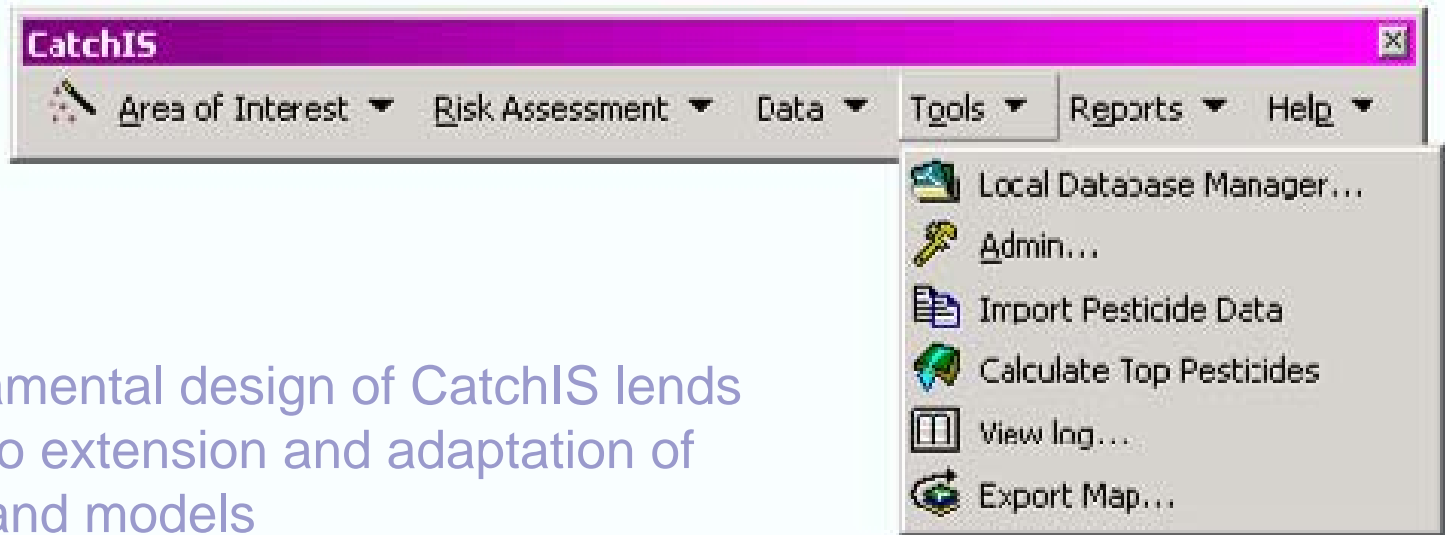 CatchIS
Area of Interest Risk Assessment Data Tools Reports Help
Local Database Manager...
Admin...
Import Pesticide Data
Calculate Top Pesticides
View log...
Export Map...
amental design of CatchIS lends
o extension and adaptation of
and models